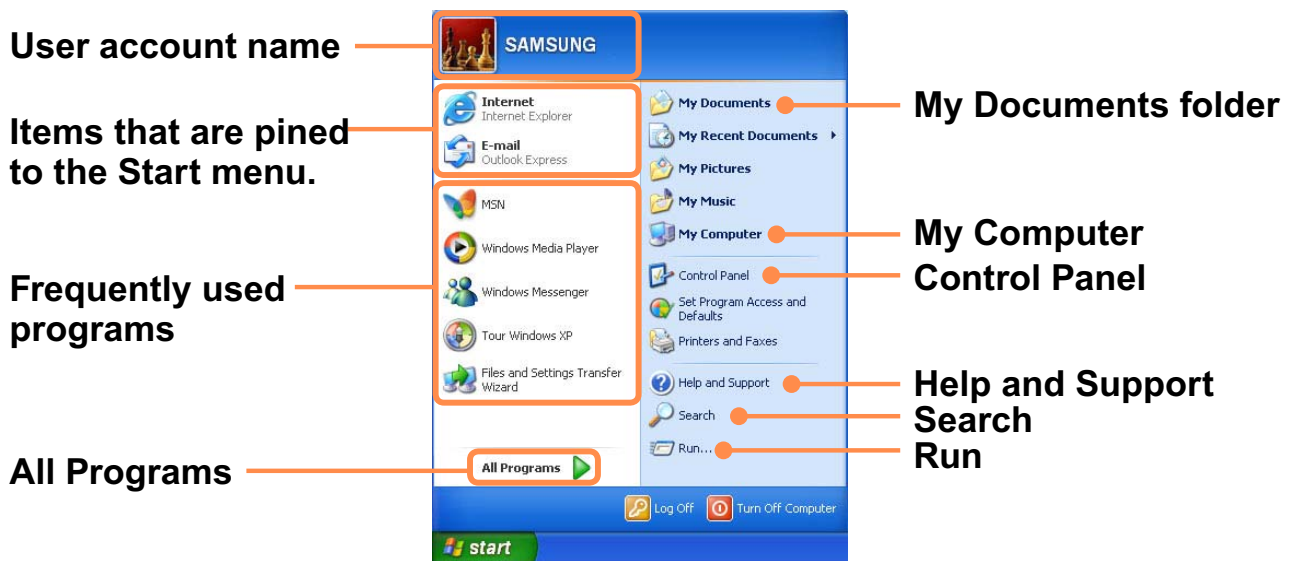 User account name
Items that are pined
to the Start menu.
Frequently used
programs
All Programs
SAMSUNG
Internet
Internet Explorer
E-mail
Outlook Express
MSN
Windows Media Player
Windows Messenger
Tour Windows XP
Files and Settings Transfer
Wizard
All Programs
My Documents
My Recent Documents
My Pictures
My Music
My Computer
Control Panel
Set Program Access and
Defaults
Printers and Faxes
Help and Support
Search
Run...
Log Off
Turn Off Computer
start
My Documents folder
My Computer
Control Panel
Help and Support
Search
Run